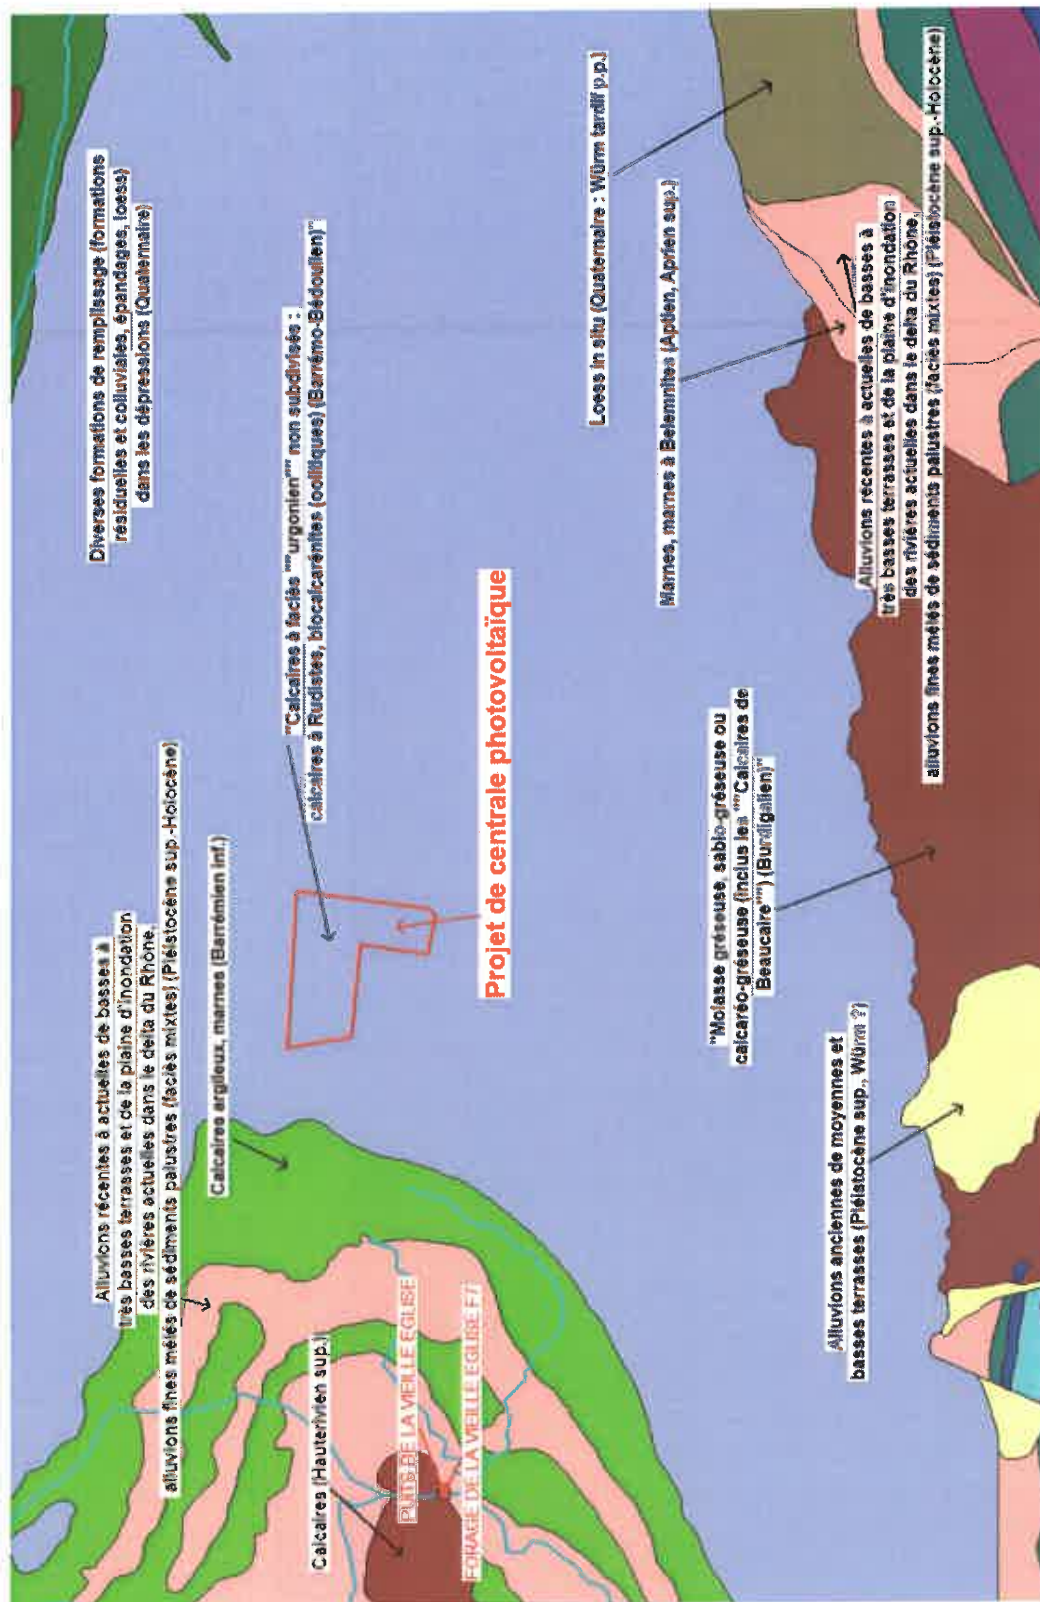 Alluvions récentes à actuelles de basses à
très basses terrasses et de la plaine d'inondation
des rivières actuelles dans le delta du Rhône,
alluvions fines mêlés de sédiments palustres (faciès mixtes) (Pléistocène sup.-Holocène)
Calcaires argileux, marnes (Barrémien inf.)
Calcaires (Hauterivien sup.)
PUITS DE LA VIEILLE EGLISE
FORAGE DE LA VIEILLE EGLISE F7
Diverses formations de remplissage (formations
résiduelles et colluviales, épandages, loess)
dans les dépressions (Quaternaire)
"Calcaires à faciès ""urgonien"" non subdivisés :
calcaires à Rudistes, biocalcarénites (oolitiques) (Barrémo-Bédoulien)"
Projet de centrale photovoltaïque
"Molasse gréseuse, sablo-gréseuse ou
calcaréo-gréseuse (inclus les ""Calcaires de
Beaucaire"") (Burdigalien)"
Alluvions anciennes de moyennes et
basses terrasses (Pléistocène sup., Würm ?)
Loess in situ (Quaternaire : Würm tardif p.p.)
Marnes, marnes à Belemnites (Aptien, Aprien sup.)
Alluvions récentes à actuelles de basses à
très basses terrasses et de la plaine d'inondation
des rivières actuelles dans le delta du Rhône,
alluvions fines mêlés de sédiments palustres (faciès mixtes) (Pléistocène sup.-Holocène)